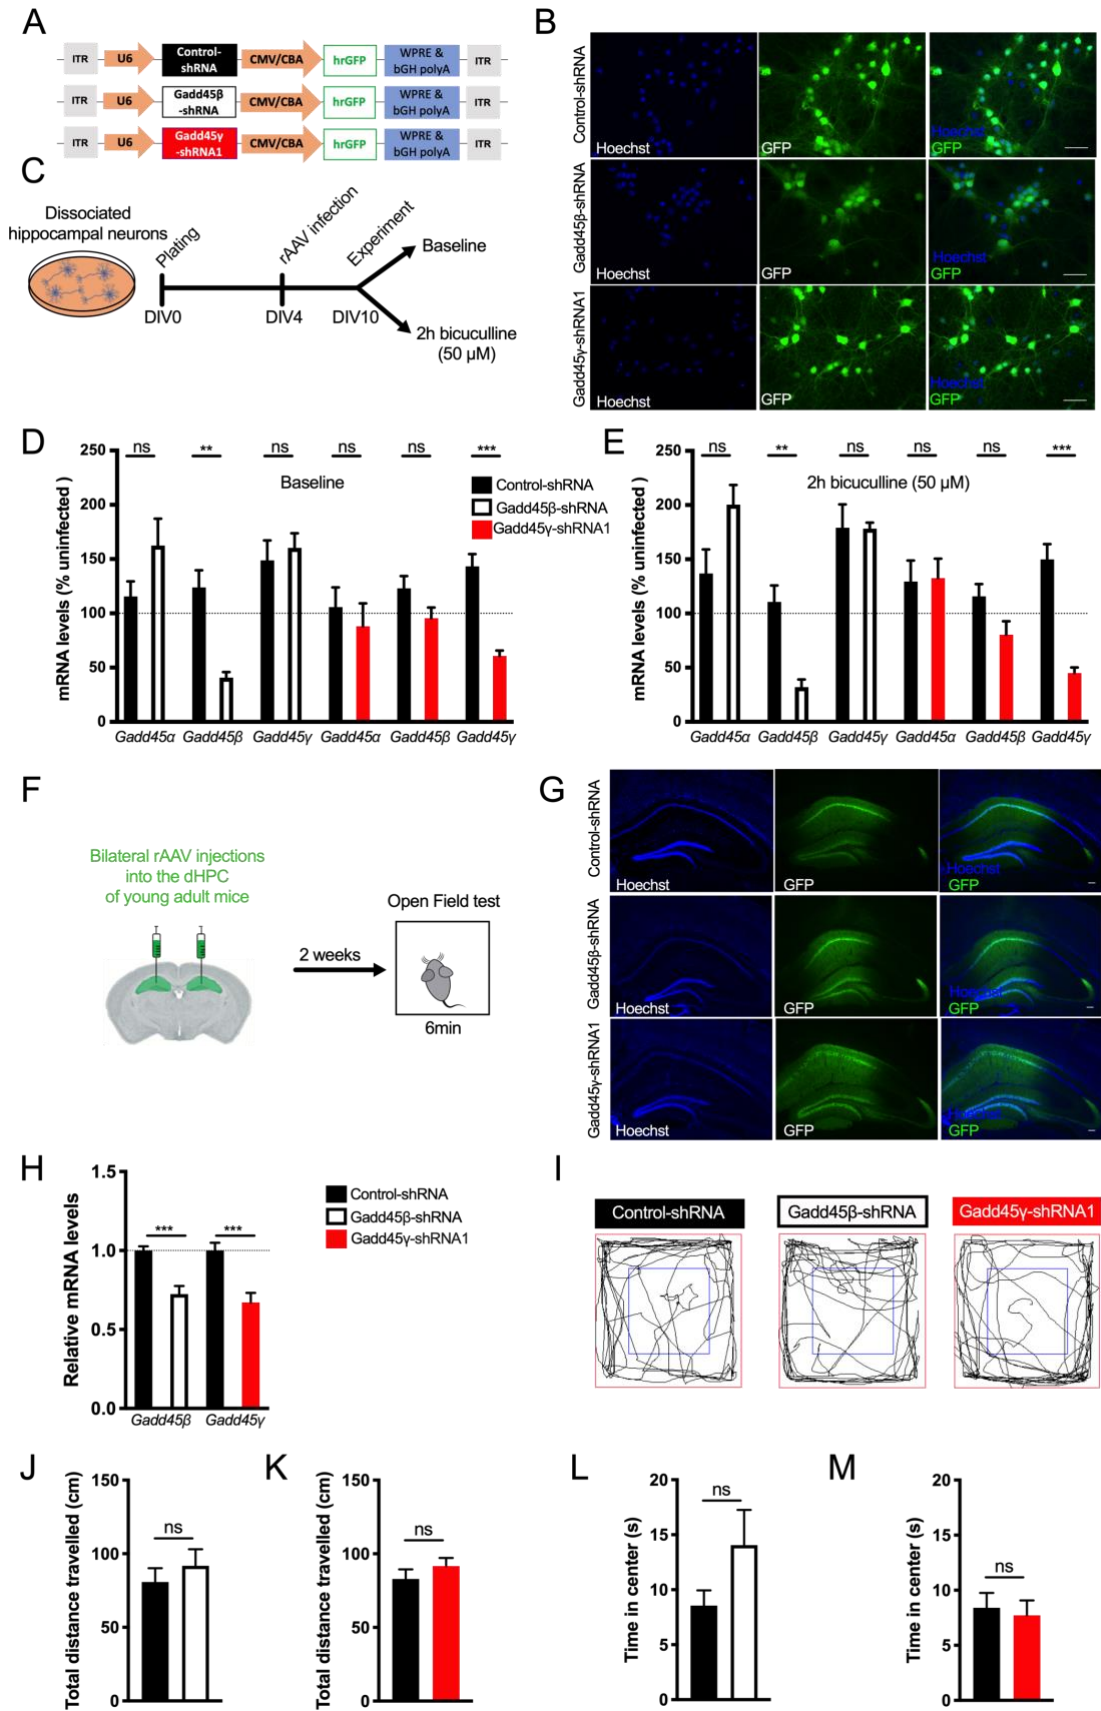 A
ITR U6 Control-shRNA CMV/CBA hrGFP WPRE & bGH polyA ITR
ITR U6 Gadd45β-shRNA CMV/CBA hrGFP WPRE & bGH polyA ITR
ITR U6 Gadd45γ-shRNA1 CMV/CBA hrGFP WPRE & bGH polyA ITR
B
Control-shRNA
Hoechst
GFP
Hoechst
GFP
Gadd45β-shRNA
Hoechst
GFP
Hoechst
GFP
Gadd45γ-shRNA1
Hoechst
GFP
Hoechst
GFP
C
Dissociated
hippocampal neurons
Plating
rAAV infection
Experiment
DIV0
DIV4
DIV10
Baseline
2h bicuculline
(50 µM)
D
mRNA levels (% uninfected )
250
200
150
100
50
0
ns ** ns ns ns ***
Baseline
Control-shRNA
Gadd45β-shRNA
Gadd45γ-shRNA1
Gadd45α Gadd45β Gadd45γ Gadd45α Gadd45β Gadd45γ
E
mRNA levels (% uninfected )
250
200
150
100
50
0
ns ** ns ns ns ***
2h bicuculline (50 µM)
Gadd45α Gadd45β Gadd45γ Gadd45α Gadd45β Gadd45γ
F
Bilateral rAAV injections
into the dHPC
of young adult mice
2 weeks
Open Field test
6min
G
Control-shRNA
Hoechst
GFP
Hoechst
GFP
Gadd45β-shRNA
Hoechst
GFP
Hoechst
GFP
Gadd45γ-shRNA1
Hoechst
GFP
Hoechst
GFP
H
Relative mRNA levels
1.5
1.0
0.5
0.0
*** ***
Gadd45β Gadd45γ
Control-shRNA
Gadd45β-shRNA
Gadd45γ-shRNA1
I
Control-shRNA
Gadd45β-shRNA
Gadd45γ-shRNA1
J
Total distance travelled (cm)
150
100
50
0
ns
K
Total distance travelled (cm)
150
100
50
0
ns
L
Time in center (s)
20
15
10
5
0
ns
M
Time in center (s)
20
15
10
5
0
ns